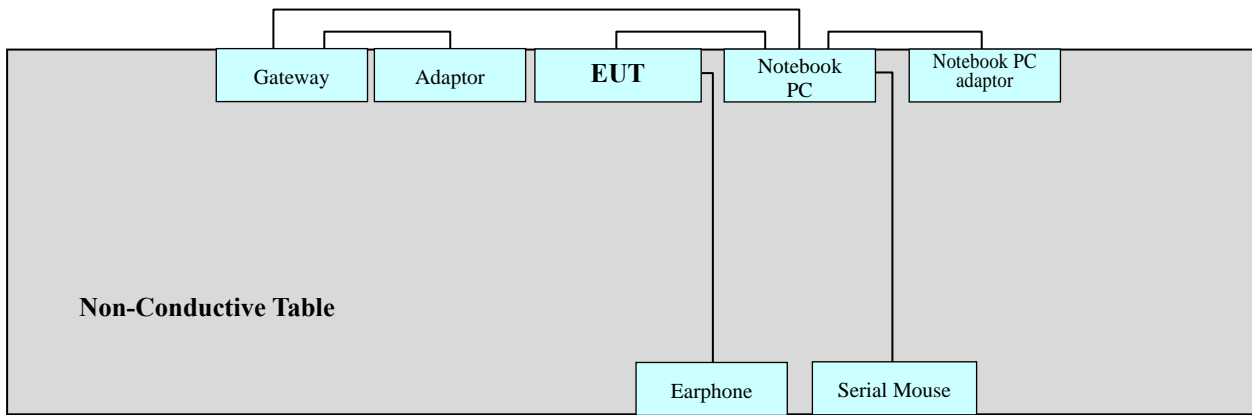 Gateway
Adaptor
EUT
Notebook
PC
Notebook PC
adaptor
Non-Conductive Table
Earphone
Serial Mouse